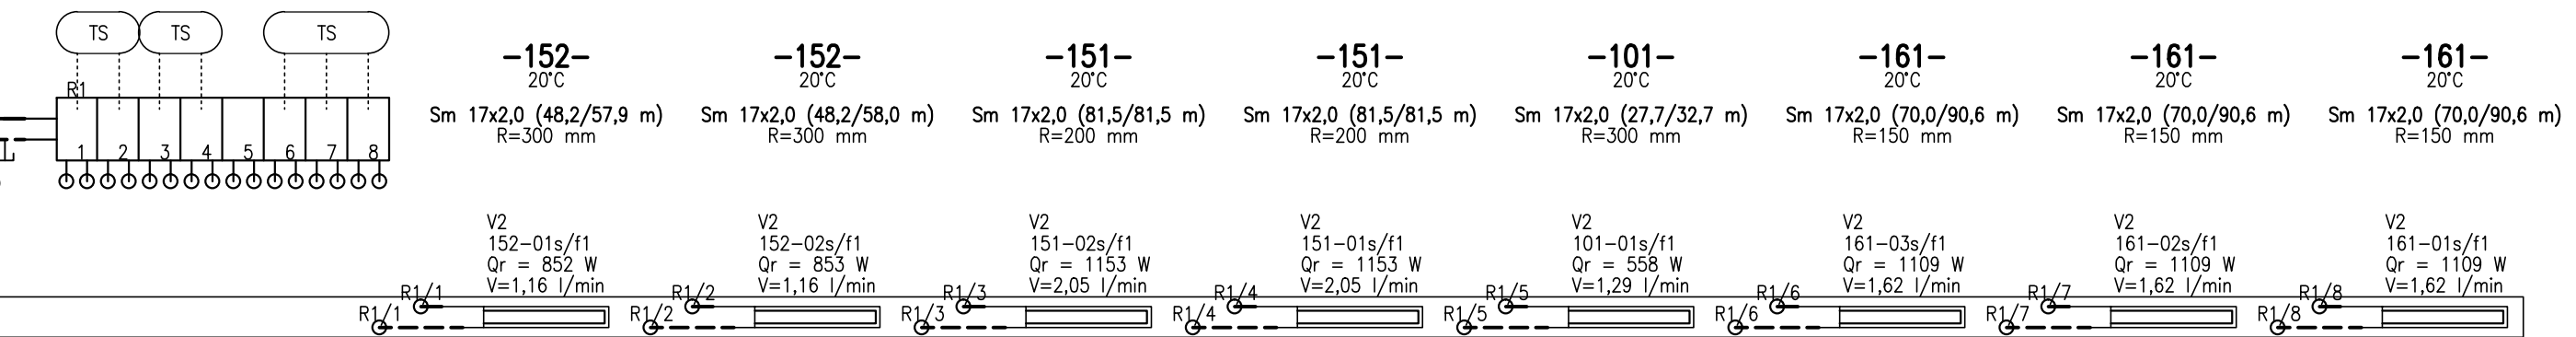 TS TS TS
R1
1 2 3 4 5 6 7 8
-152- -152- -151- -151- -101- -161- -161- -161-
20°C 20°C 20°C 20°C 20°C 20°C 20°C 20°C
Sm 17x2,0 (48,2/57,9 m) Sm 17x2,0 (48,2/58,0 m) Sm 17x2,0 (81,5/81,5 m) Sm 17x2,0 (81,5/81,5 m) Sm 17x2,0 (27,7/32,7 m) Sm 17x2,0 (70,0/90,6 m) Sm 17x2,0 (70,0/90,6 m) Sm 17x2,0 (70,0/90,6 m)
R=300 mm R=300 mm R=200 mm R=200 mm R=300 mm R=150 mm R=150 mm R=150 mm
V2 V2 V2 V2 V2 V2 V2 V2
152-01s/f1 152-02s/f1 151-02s/f1 151-01s/f1 101-01s/f1 161-03s/f1 161-02s/f1 161-01s/f1
Qr = 852 W Qr = 853 W Qr = 1153 W Qr = 1153 W Qr = 558 W Qr = 1109 W Qr = 1109 W Qr = 1109 W
V=1,16 l/min V=1,16 l/min V=2,05 l/min V=2,05 l/min V=1,29 l/min V=1,62 l/min V=1,62 l/min V=1,62 l/min
R1/1 R1/2 R1/3 R1/4 R1/5 R1/6 R1/7 R1/8
R1/1 R1/2 R1/3 R1/4 R1/5 R1/6 R1/7 R1/8